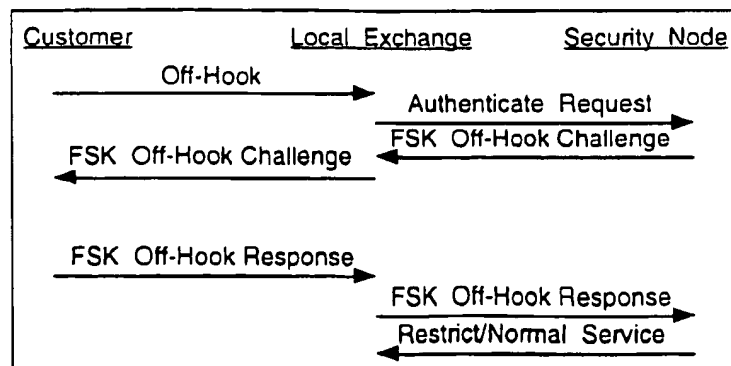 Customer Local Exchange Security Node
Off-Hook
Authenticate Request
FSK Off-Hook Challenge
FSK Off-Hook Challenge
FSK Off-Hook Response
FSK Off-Hook Response
Restrict/Normal Service